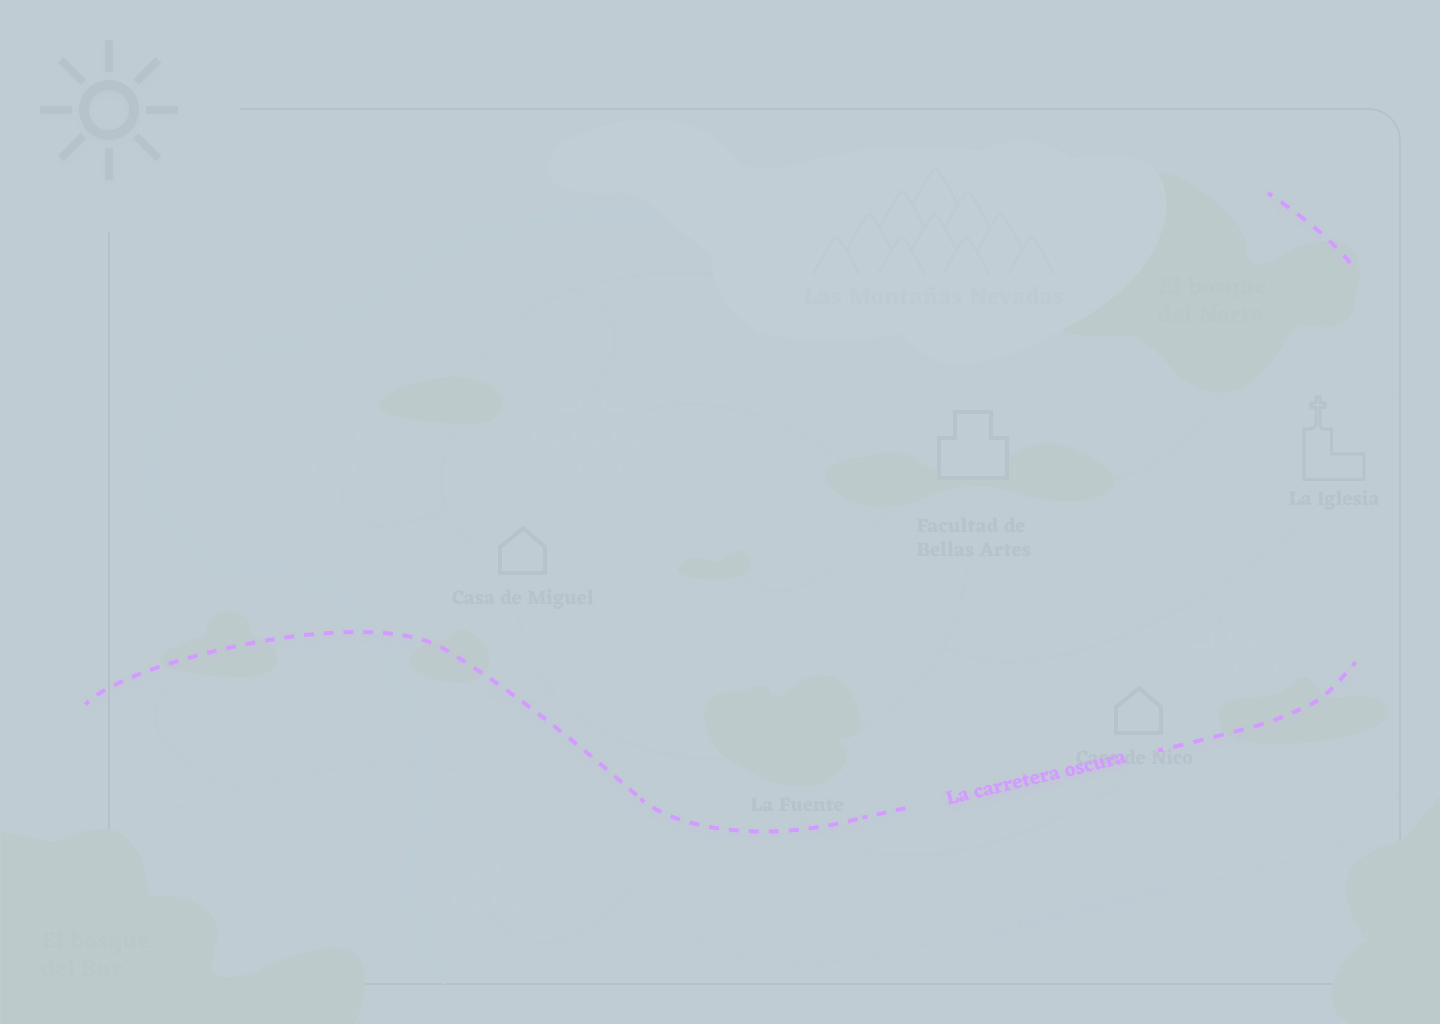 Las Montañas Nevadas
El bosque
del Norte
La Iglesia
Facultad de
Bellas Artes
Casa de Miguel
Casa de Nico
La carretera oscura
La Fuente
El bosque
del Sur